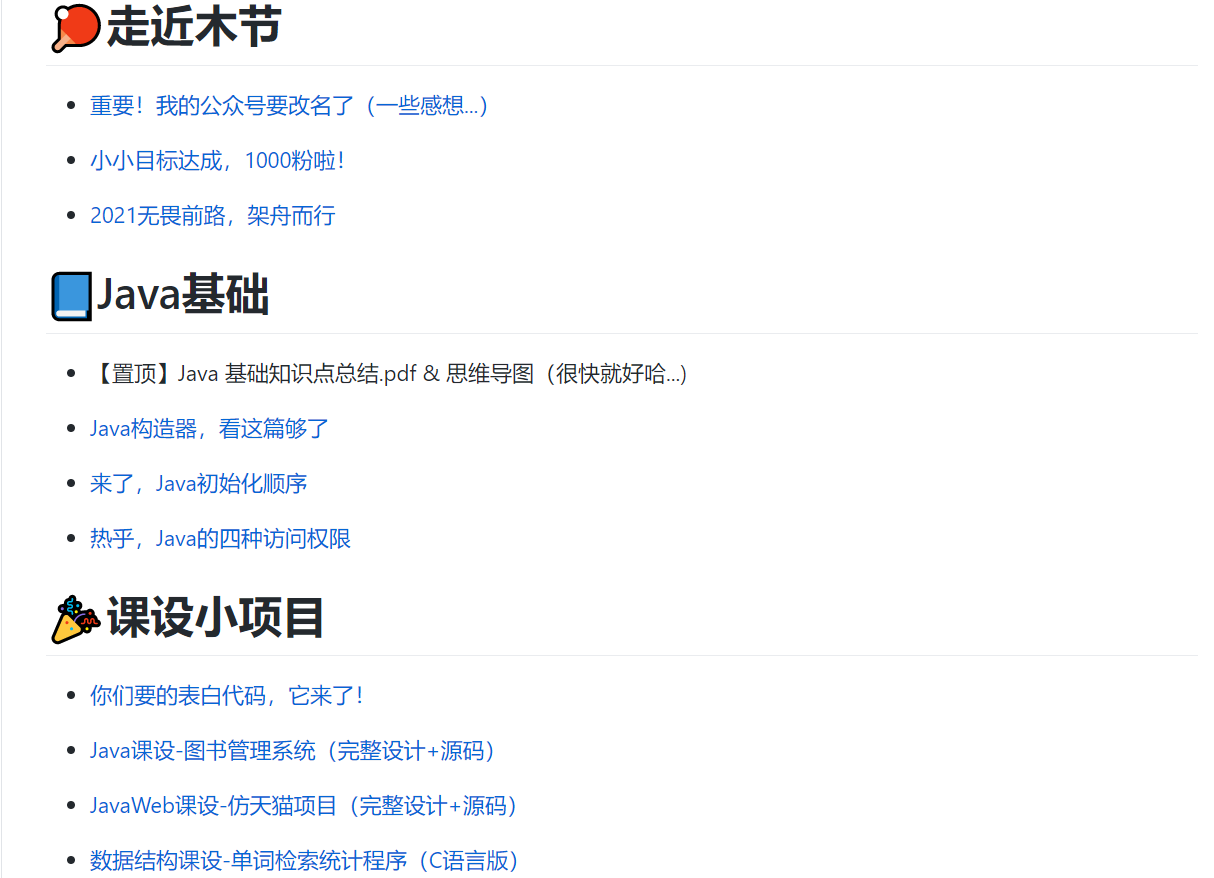 走近木节
重要！我的公众号要改名了（一些感想...）
小小目标达成，1000粉啦！
2021无畏前路，架舟而行
Java基础
【置顶】Java 基础知识点总结.pdf & 思维导图（很快就好哈...)
Java构造器，看这篇够了
来了，Java初始化顺序
热乎，Java的四种访问权限
课设小项目
你们要的表白代码，它来了！
Java课设-图书管理系统（完整设计+源码）
JavaWeb课设-仿天猫项目（完整设计+源码）
数据结构课设-单词检索统计程序（C语言版）